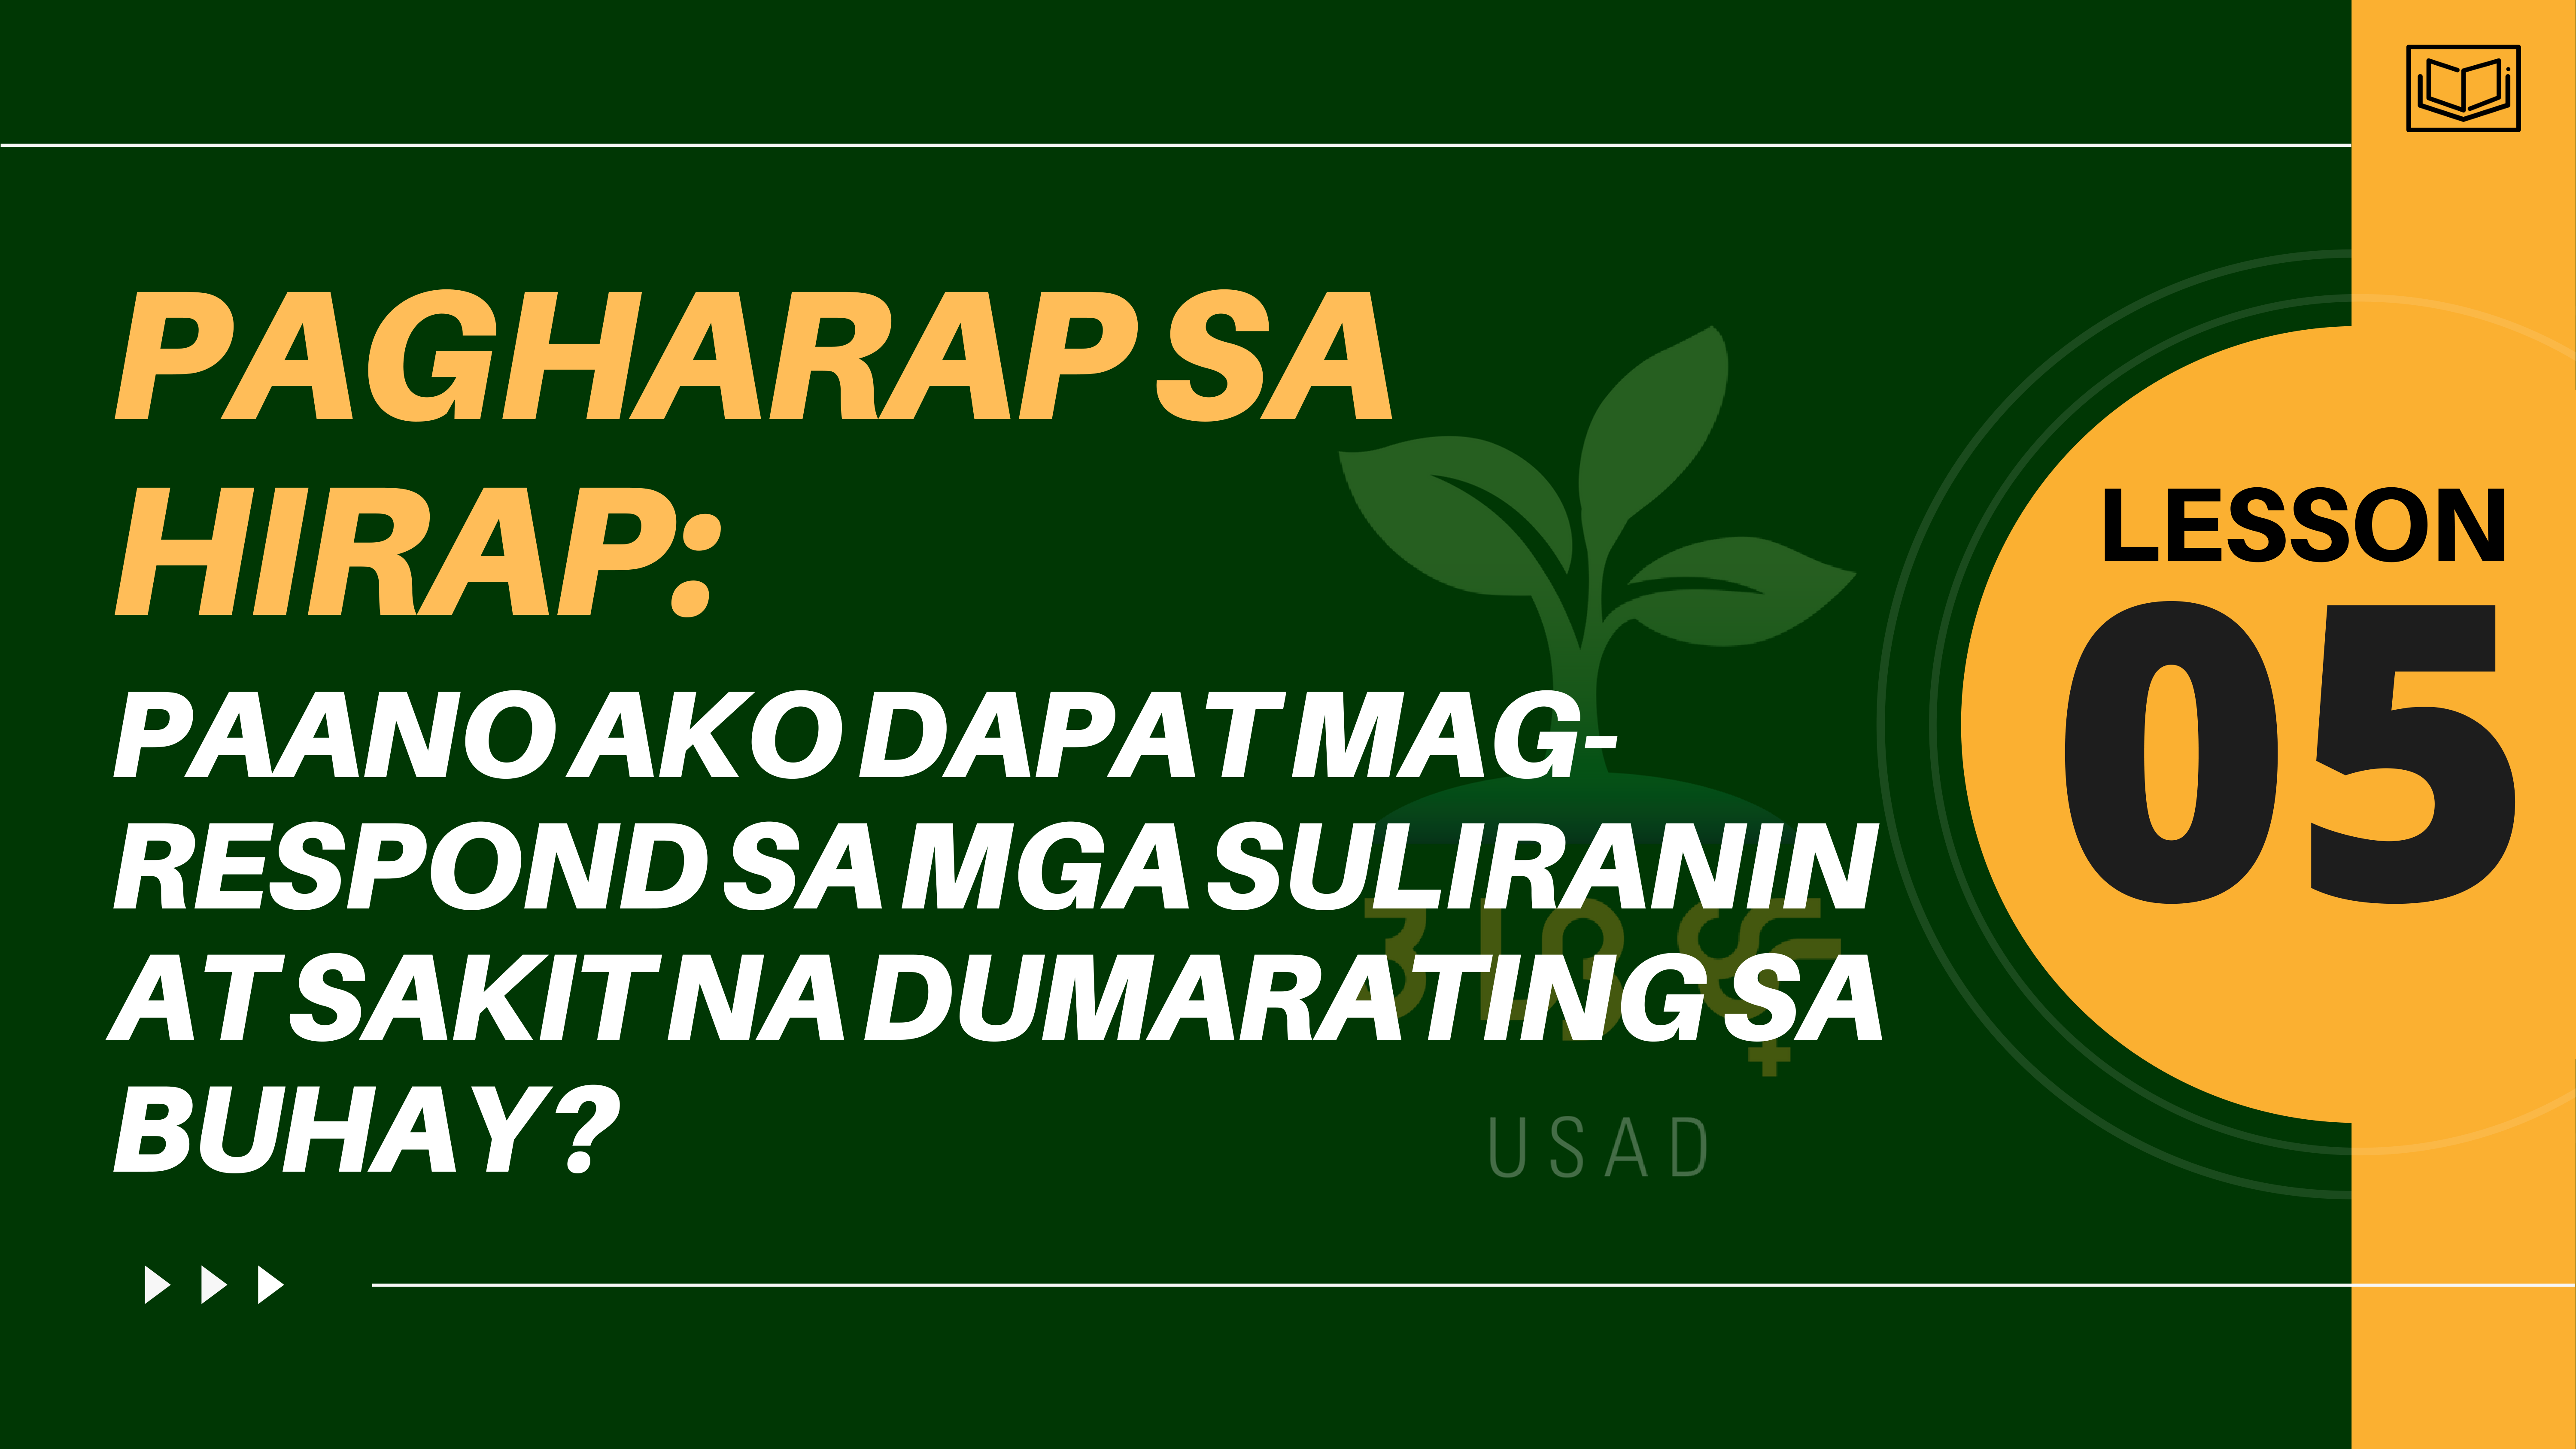 PAGHARAP SA
HIRAP:
PAANO AKO DAPAT MAG-
RESPOND SA MGA SULIRANIN
AT SAKIT NA DUMARATING SA
BUHAY?
USAD
LESSON
05